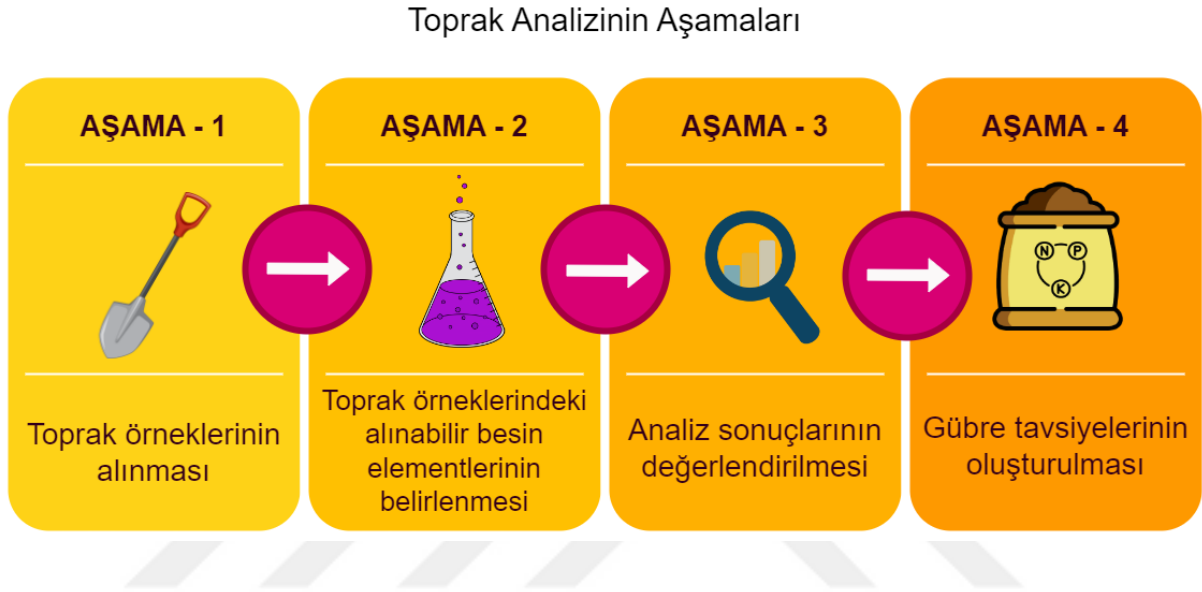 Toprak Analizinin Aşamaları
AŞAMA - 1
Toprak örneklerinin
alınması
AŞAMA - 2
Toprak örneklerindeki
alınabilir besin
elementlerinin
belirlenmesi
AŞAMA - 3
Analiz sonuçlarının
değerlendirilmesi
AŞAMA - 4
N P
K
Gübre tavsiyelerinin
oluşturulması